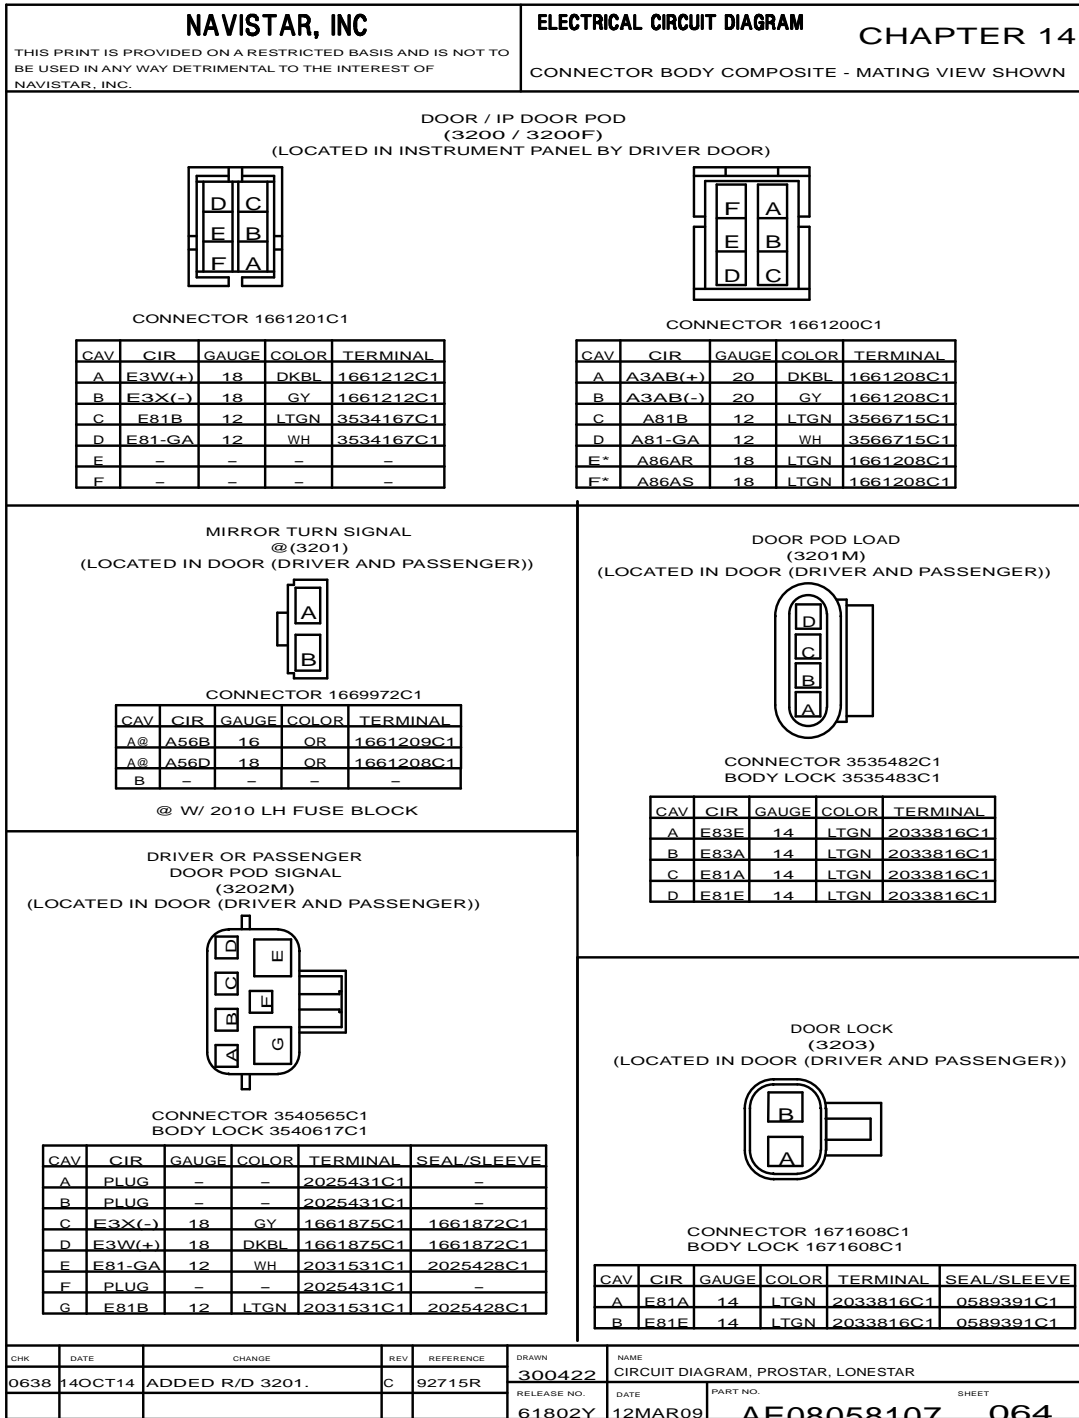 NAVISTAR, INC
THIS PRINT IS PROVIDED ON A RESTRICTED BASIS AND IS NOT TO
BE USED IN ANY WAY DETRIMENTAL TO THE INTEREST OF
NAVISTAR, INC.
ELECTRICAL CIRCUIT DIAGRAM
CHAPTER 14
CONNECTOR BODY COMPOSITE - MATING VIEW SHOWN
DOOR / IP DOOR POD
(3200 / 3200F)
(LOCATED IN INSTRUMENT PANEL BY DRIVER DOOR)
D C
E B
F A
CONNECTOR 1661201C1
CAV CIR GAUGE COLOR TERMINAL
A E3W(+) 18 DKBL 1661212C1
B E3X(-) 18 GY 1661212C1
C E81B 12 LTGN 3534167C1
D E81-GA 12 WH 3534167C1
E – – – –
F – – – –
F A
E B
D C
CONNECTOR 1661200C1
CAV CIR GAUGE COLOR TERMINAL
A A3AB(+) 20 DKBL 1661208C1
B A3AB(-) 20 GY 1661208C1
C A81B 12 LTGN 3566715C1
D A81-GA 12 WH 3566715C1
E* A86AR 18 LTGN 1661208C1
F* A86AS 18 LTGN 1661208C1
MIRROR TURN SIGNAL
@(3201)
(LOCATED IN DOOR (DRIVER AND PASSENGER))
A
B
CONNECTOR 1669972C1
CAV CIR GAUGE COLOR TERMINAL
A@ A56B 16 OR 1661209C1
A@ A56D 18 OR 1661208C1
B – – – –
@ W/ 2010 LH FUSE BLOCK
DOOR POD LOAD
(3201M)
(LOCATED IN DOOR (DRIVER AND PASSENGER))
D
C
B
A
CONNECTOR 3535482C1
BODY LOCK 3535483C1
CAV CIR GAUGE COLOR TERMINAL
A E83E 14 LTGN 2033816C1
B E83A 14 LTGN 2033816C1
C E81A 14 LTGN 2033816C1
D E81E 14 LTGN 2033816C1
DRIVER OR PASSENGER
DOOR POD SIGNAL
(3202M)
(LOCATED IN DOOR (DRIVER AND PASSENGER))
D E
C
F
B
A G
CONNECTOR 3540565C1
BODY LOCK 3540617C1
CAV CIR GAUGE COLOR TERMINAL SEAL/SLEEVE
A PLUG – – 2025431C1 –
B PLUG – – 2025431C1 –
C E3X(-) 18 GY 1661875C1 1661872C1
D E3W(+) 18 DKBL 1661875C1 1661872C1
E E81-GA 12 WH 2031531C1 2025428C1
F PLUG – – 2025431C1 –
G E81B 12 LTGN 2031531C1 2025428C1
DOOR LOCK
(3203)
(LOCATED IN DOOR (DRIVER AND PASSENGER))
B
A
CONNECTOR 1671608C1
BODY LOCK 1671608C1
CAV CIR GAUGE COLOR TERMINAL SEAL/SLEEVE
A E81A 14 LTGN 2033816C1 0589391C1
B E81E 14 LTGN 2033816C1 0589391C1
CHK DATE CHANGE REV REFERENCE
0638 14OCT14 ADDED R/D 3201. C 92715R
DRAWN
300422
NAME
CIRCUIT DIAGRAM, PROSTAR, LONESTAR
RELEASE NO.
61802Y
DATE
12MAR09
PART NO.
AE08058107
SHEET
064